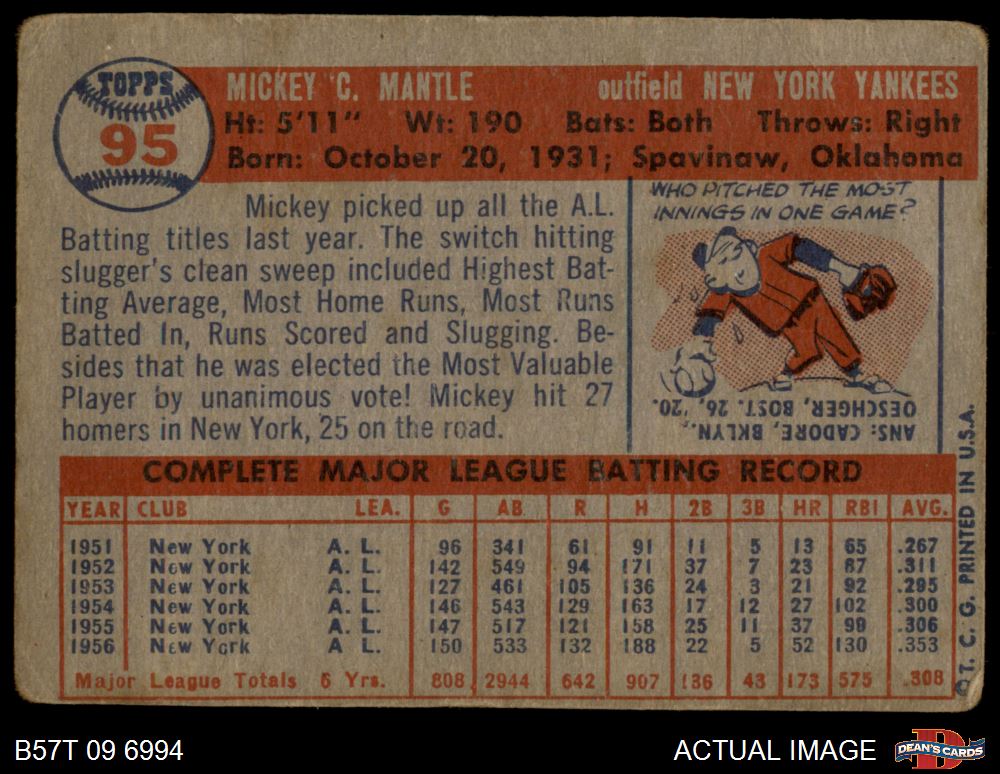 TOPPS
95
MICKEY C. MANTLE outfield NEW YORK YANKEES
Ht: 5'11" Wt: 190 Bats: Both Throws: Right
Born: October 20, 1931; Spavinaw, Oklahoma
Mickey picked up all the A.L.
Batting titles last year. The switch hitting
slugger's clean sweep included Highest Bat-
ting Average, Most Home Runs, Most Runs
Batted In, Runs Scored and Slugging. Be-
sides that he was elected the Most Valuable
Player by unanimous vote! Mickey hit 27
homers in New York, 25 on the road.
WHO PITCHED THE MOST
INNINGS IN ONE GAME?
ANS: CADORE, BKLYN.,
OESCHGER, BOST. 26, '20.
COMPLETE MAJOR LEAGUE BATTING RECORD
YEAR CLUB LEA. G AB R H 2B 3B HR RBI AVG.
1951 New York A. L. 96 341 61 91 11 5 13 65 .267
1952 New York A. L. 142 549 94 171 37 7 23 87 .311
1953 New York A. L. 127 461 105 136 24 3 21 92 .295
1954 New York A. L. 146 543 129 163 17 12 27 102 .300
1955 New York A. L. 147 517 121 158 25 11 37 99 .306
1956 New York A. L. 150 533 132 188 22 5 52 130 .353
Major League Totals 6 Yrs. 808 2944 642 907 136 43 173 575 .308
©T. C. G. PRINTED IN U.S.A.
B57T 09 6994
ACTUAL IMAGE
DEAN'S CARDS